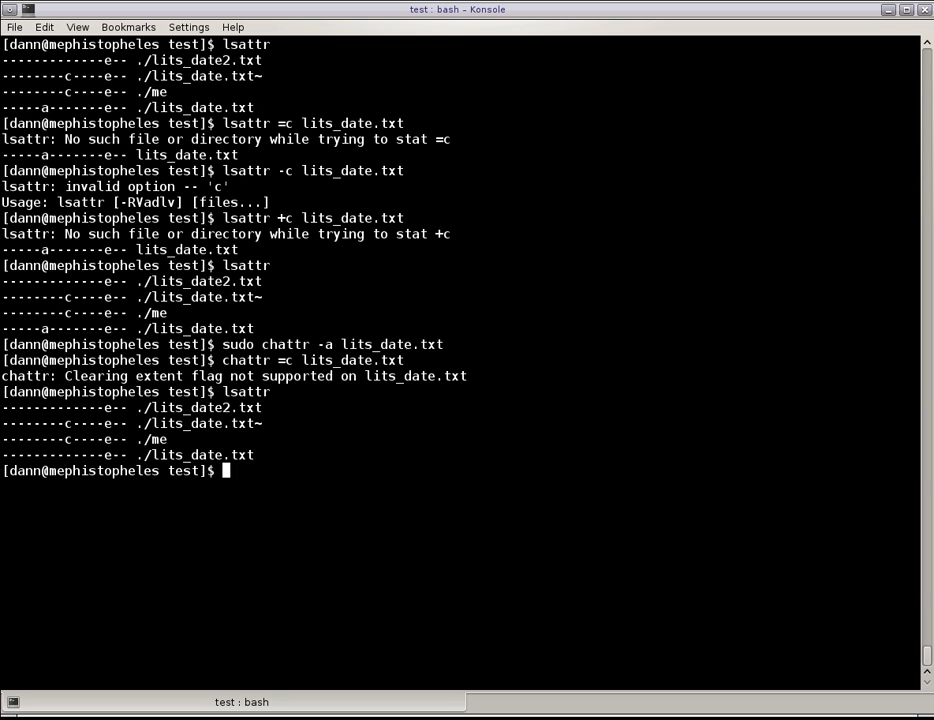 test : bash – Konsole
File Edit View Bookmarks Settings Help
[dann@mephistopheles test]$ lsattr
-------------e-- ./lits_date2.txt
--------c----e-- ./lits_date.txt~
--------c----e-- ./me
-----a-------e-- ./lits_date.txt
[dann@mephistopheles test]$ lsattr =c lits_date.txt
lsattr: No such file or directory while trying to stat =c
-----a-------e-- lits_date.txt
[dann@mephistopheles test]$ lsattr -c lits_date.txt
lsattr: invalid option -- 'c'
Usage: lsattr [-RVadlv] [files...]
[dann@mephistopheles test]$ lsattr +c lits_date.txt
lsattr: No such file or directory while trying to stat +c
-----a-------e-- lits_date.txt
[dann@mephistopheles test]$ lsattr
-------------e-- ./lits_date2.txt
--------c----e-- ./lits_date.txt~
--------c----e-- ./me
-----a-------e-- ./lits_date.txt
[dann@mephistopheles test]$ sudo chattr -a lits_date.txt
[dann@mephistopheles test]$ chattr =c lits_date.txt
chattr: Clearing extent flag not supported on lits_date.txt
[dann@mephistopheles test]$ lsattr
-------------e-- ./lits_date2.txt
--------c----e-- ./lits_date.txt~
--------c----e-- ./me
-------------e-- ./lits_date.txt
[dann@mephistopheles test]$
test : bash